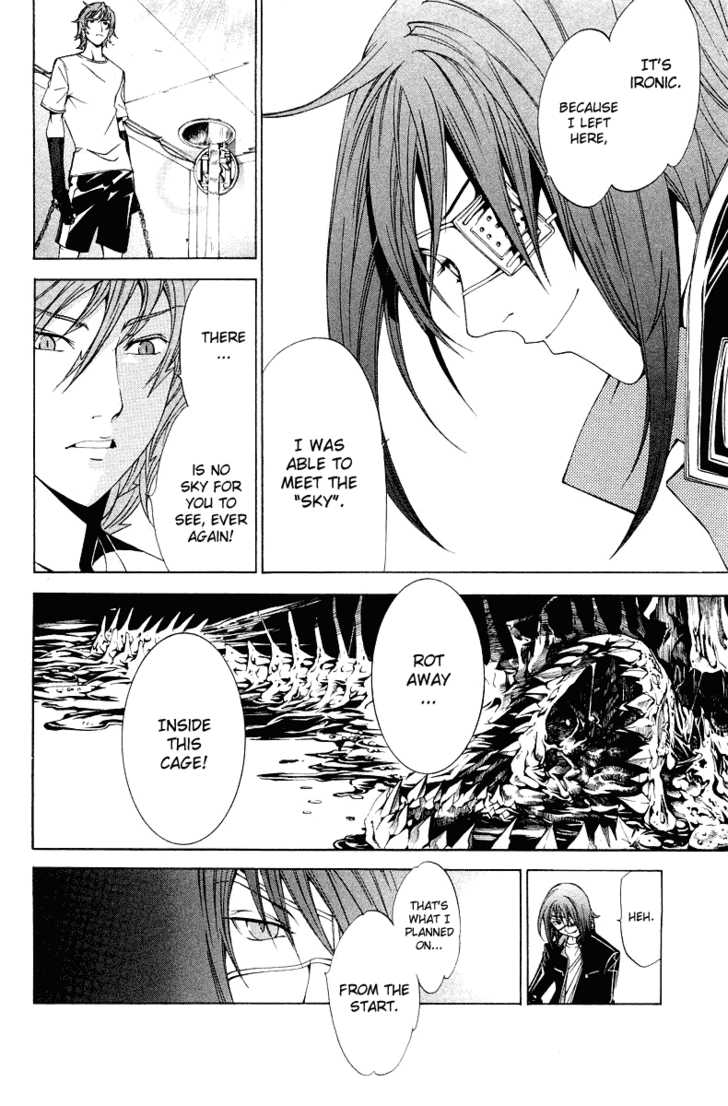 IT'S
IRONIC.
BECAUSE
I LEFT
HERE,
I WAS
ABLE TO
MEET THE
"SKY".
THERE
...
IS NO
SKY FOR
YOU TO
SEE, EVER
AGAIN!
ROT
AWAY
...
INSIDE
THIS
CAGE!
HEH.
THAT'S
WHAT I
PLANNED
ON...
FROM THE
START.